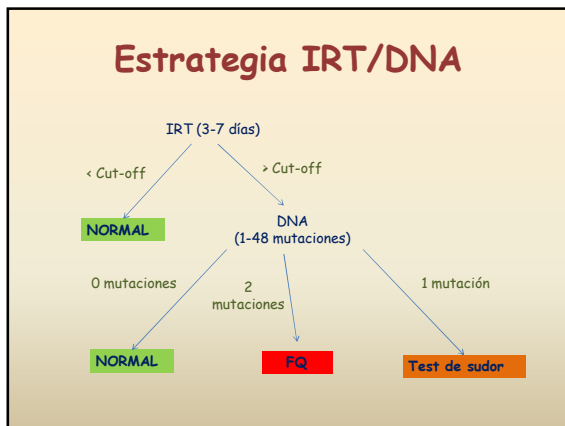 Estrategia IRT/DNA
IRT (3-7 días)
< Cut-off
> Cut-off
NORMAL
DNA
(1-48 mutaciones)
0 mutaciones
2
mutaciones
1 mutación
NORMAL
FQ
Test de sudor